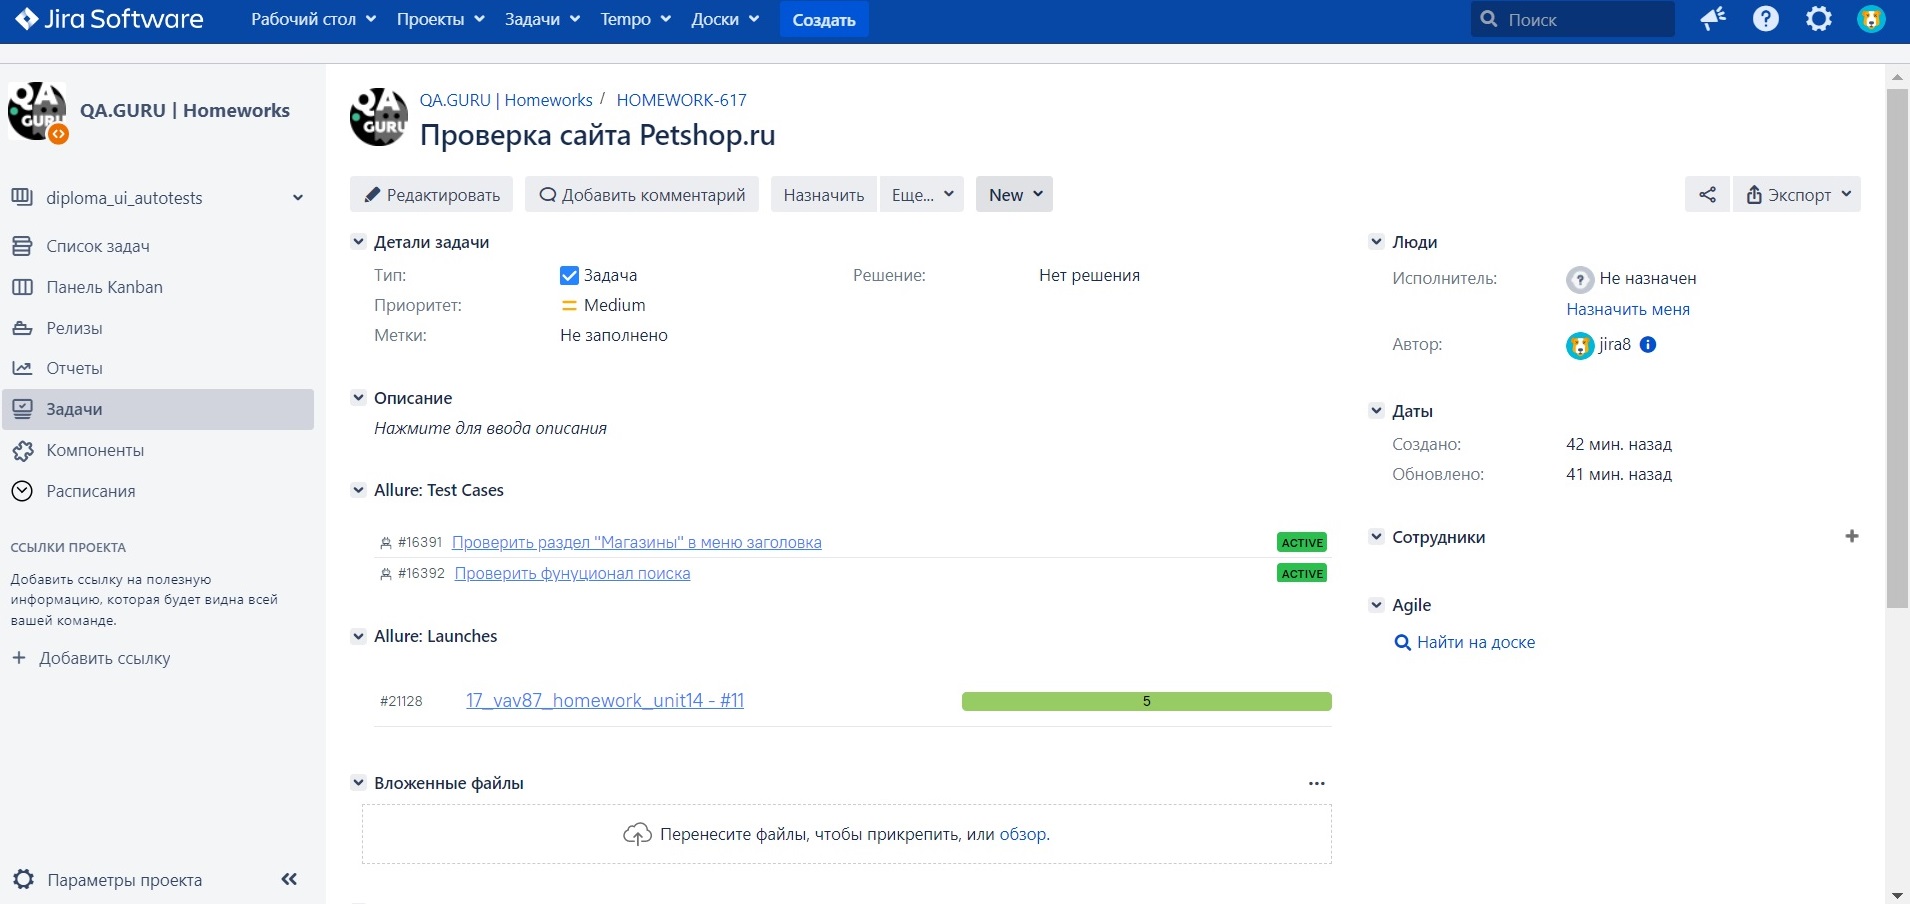 Jira Software Рабочий стол Проекты Задачи Tempo Доски Создать Поиск
QA GURU
QA.GURU | Homeworks
diploma_ui_autotests
Список задач
Панель Kanban
Релизы
Отчеты
Задачи
Компоненты
Расписания
ССЫЛКИ ПРОЕКТА
Добавить ссылку на полезную
информацию, которая будет видна всей
вашей команде.
+ Добавить ссылку
Параметры проекта
QA GURU
QA.GURU | Homeworks / HOMEWORK-617
Проверка сайта Petshop.ru
Редактировать Добавить комментарий Назначить Еще... New Экспорт
Детали задачи
Тип: Задача Решение: Нет решения
Приоритет: Medium
Метки: Не заполнено
Описание
Нажмите для ввода описания
Allure: Test Cases
#16391 Проверить раздел "Магазины" в меню заголовка ACTIVE
#16392 Проверить фунуционал поиска ACTIVE
Allure: Launches
#21128 17_vav87_homework_unit14 - #11 5
Вложенные файлы ...
Перенесите файлы, чтобы прикрепить, или обзор.
Люди
Исполнитель: Не назначен
Назначить меня
Автор: jira8
Даты
Создано: 42 мин. назад
Обновлено: 41 мин. назад
Сотрудники +
Agile
Найти на доске